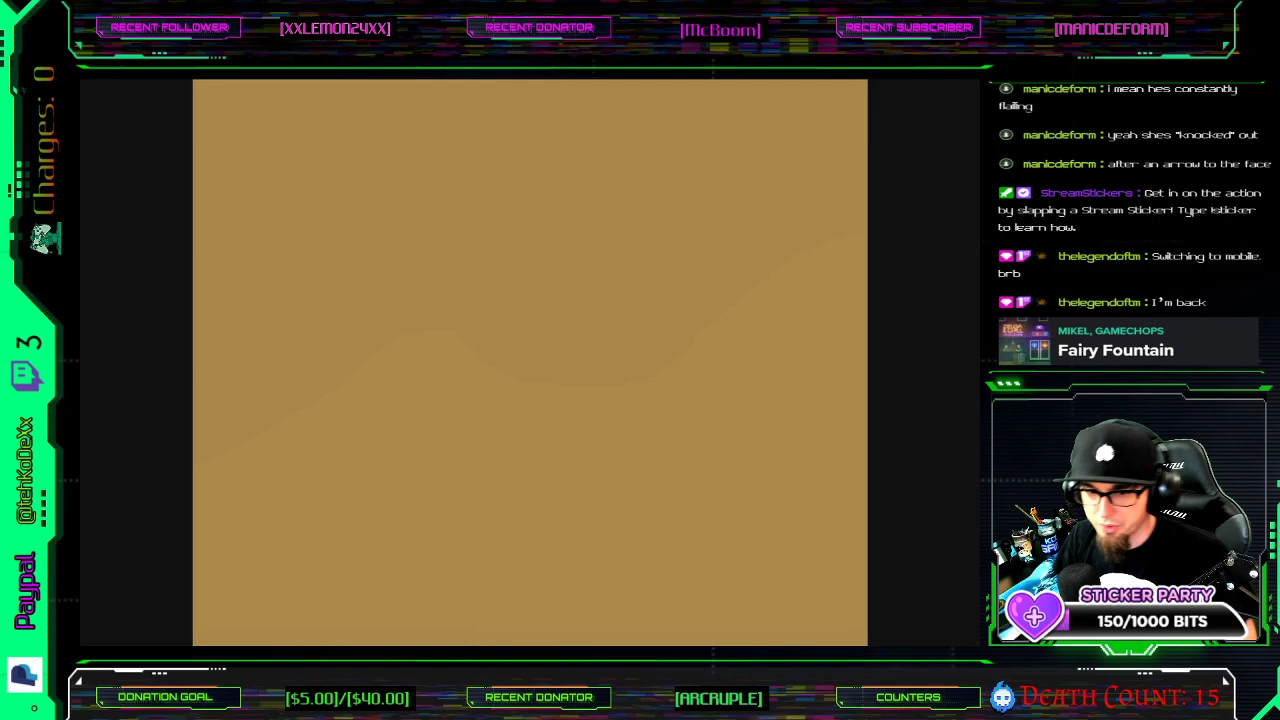 RECENT FOLLOWER
[XXLEMON24XX]
RECENT DONATOR
[McBoom]
RECENT SUBSCRIBER
[MANICDEFORM]
Charges: 0
3
@tehKoDeXx
Paypal
manicdeform : i mean hes constantly
flailing
manicdeform : yeah shes "knocked" out
manicdeform : after an arrow to the face
StreamStickers : Get in on the action
by slapping a Stream Sticker! Type !sticker
to learn how.
thelegendoftm : Switching to mobile.
brb
thelegendoftm : I'm back
MIKEL, GAMECHOPS
Fairy Fountain
STICKER PARTY
150/1000 BITS
DONATION GOAL
[$5.00]/[$40.00]
RECENT DONATOR
[ARCRUPLE]
COUNTERS
Death Count: 15